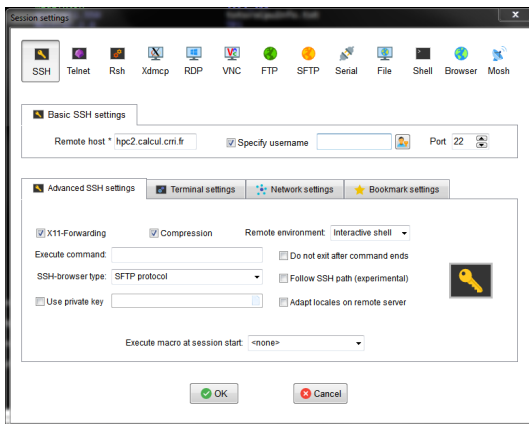 Session settings
SSH Telnet Rsh Xdmcp RDP VNC FTP SFTP Serial File Shell Browser Mosh
Basic SSH settings
Remote host * hpc2.calcul.crri.fr Specify username Port 22
Advanced SSH settings Terminal settings Network settings Bookmark settings
X11-Forwarding Compression Remote environment: Interactive shell
Execute command: Do not exit after command ends
SSH-browser type: SFTP protocol Follow SSH path (experimental)
Use private key Adapt locales on remote server
Execute macro at session start: <none>
OK Cancel